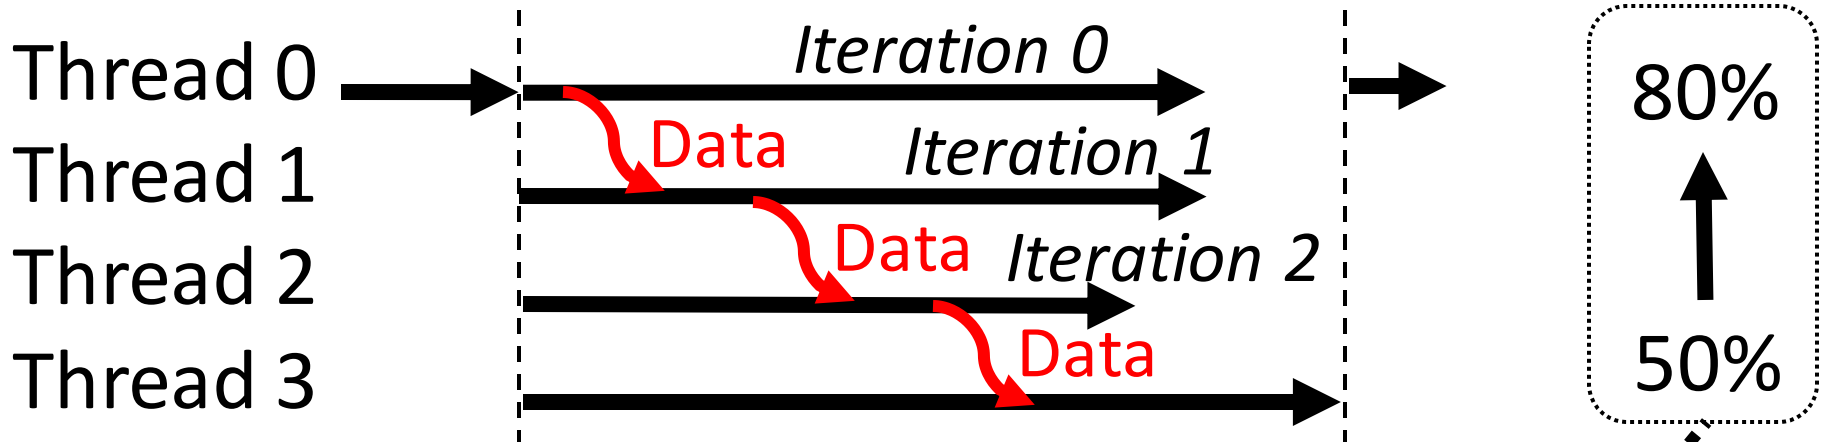 Thread 0
Iteration 0
80%
Data
Thread 1
Iteration 1
Data
Thread 2
Iteration 2
Data
Thread 3
50%